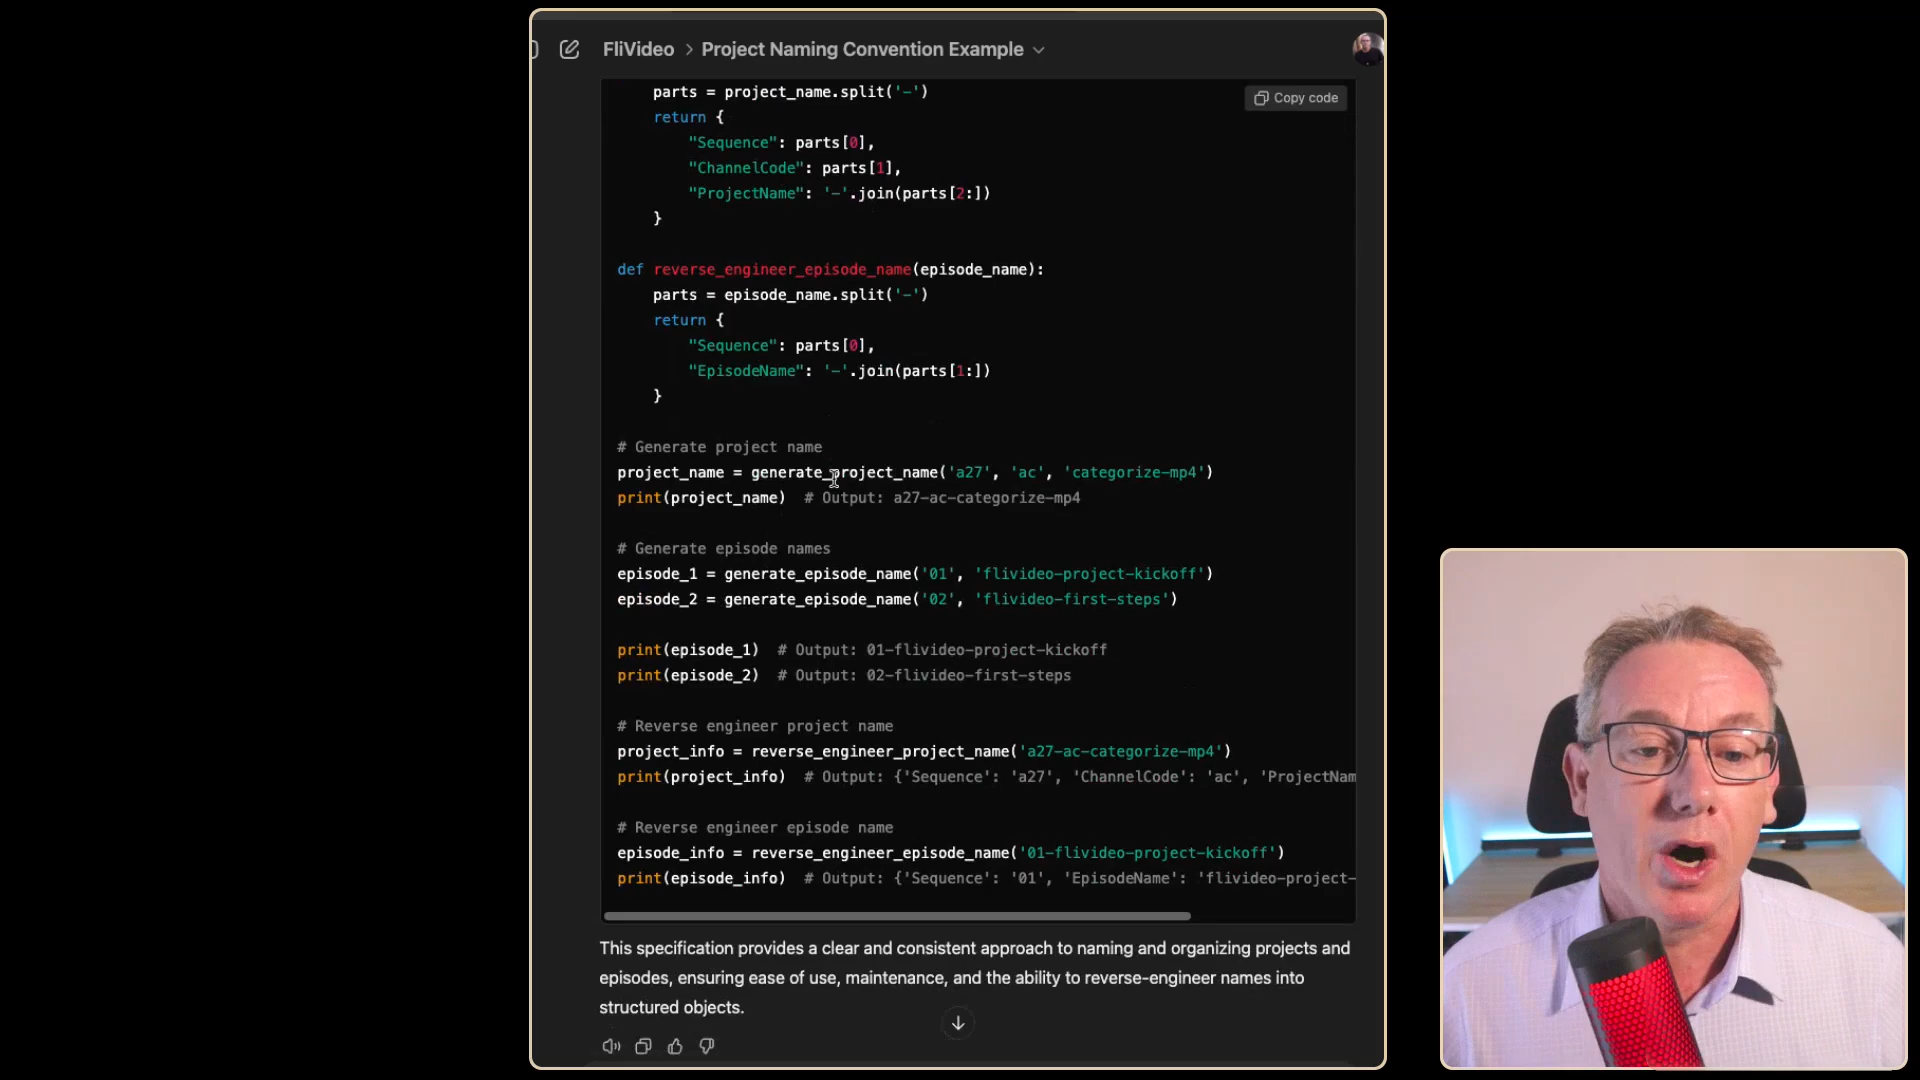 FliVideo > Project Naming Convention Example
parts = project_name.split('-')
Copy code
return {
"Sequence": parts[0],
"ChannelCode": parts[1],
"ProjectName": '-'.join(parts[2:])
}
def reverse_engineer_episode_name(episode_name):
parts = episode_name.split('-')
return {
"Sequence": parts[0],
"EpisodeName": '-'.join(parts[1:])
}
# Generate project name
project_name = generate_project_name('a27', 'ac', 'categorize-mp4')
print(project_name)  # Output: a27-ac-categorize-mp4
# Generate episode names
episode_1 = generate_episode_name('01', 'flivideo-project-kickoff')
episode_2 = generate_episode_name('02', 'flivideo-first-steps')
print(episode_1)  # Output: 01-flivideo-project-kickoff
print(episode_2)  # Output: 02-flivideo-first-steps
# Reverse engineer project name
project_info = reverse_engineer_project_name('a27-ac-categorize-mp4')
print(project_info)  # Output: {'Sequence': 'a27', 'ChannelCode': 'ac', 'ProjectNam
# Reverse engineer episode name
episode_info = reverse_engineer_episode_name('01-flivideo-project-kickoff')
print(episode_info)  # Output: {'Sequence': '01', 'EpisodeName': 'flivideo-project-
This specification provides a clear and consistent approach to naming and organizing projects and
episodes, ensuring ease of use, maintenance, and the ability to reverse-engineer names into
structured objects.